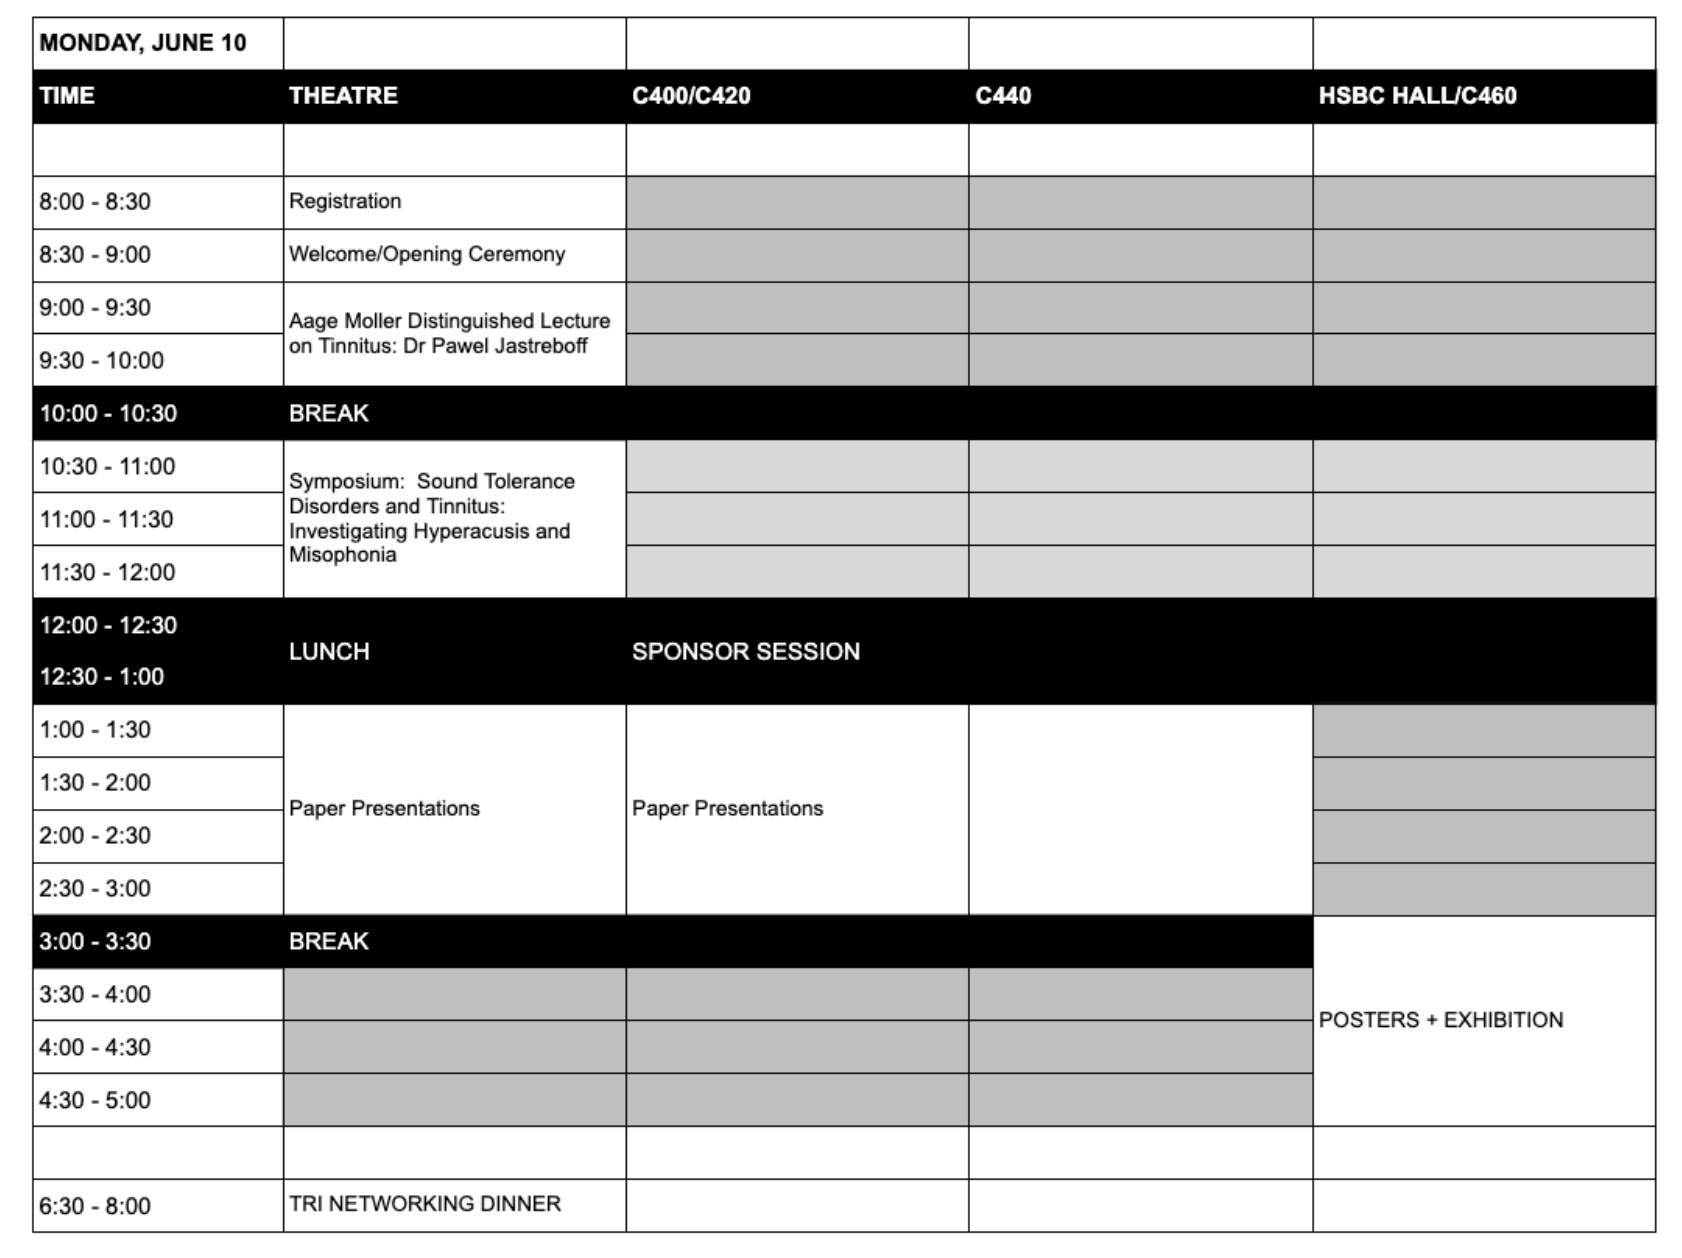 MONDAY, JUNE 10
TIME THEATRE C400/C420 C440 HSBC HALL/C460
8:00 - 8:30 Registration
8:30 - 9:00 Welcome/Opening Ceremony
9:00 - 9:30
Aage Moller Distinguished Lecture
on Tinnitus: Dr Pawel Jastreboff
9:30 - 10:00
10:00 - 10:30 BREAK
10:30 - 11:00
Symposium:  Sound Tolerance
Disorders and Tinnitus:
11:00 - 11:30
Investigating Hyperacusis and
Misophonia
11:30 - 12:00
12:00 - 12:30
LUNCH SPONSOR SESSION
12:30 - 1:00
1:00 - 1:30
1:30 - 2:00
Paper Presentations Paper Presentations
2:00 - 2:30
2:30 - 3:00
3:00 - 3:30 BREAK
3:30 - 4:00
POSTERS + EXHIBITION
4:00 - 4:30
4:30 - 5:00
6:30 - 8:00 TRI NETWORKING DINNER